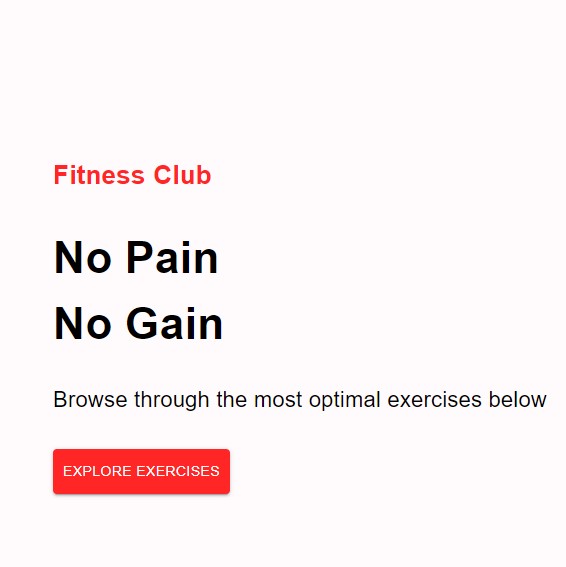 Fitness Club
No Pain
No Gain
Browse through the most optimal exercises below
EXPLORE EXERCISES